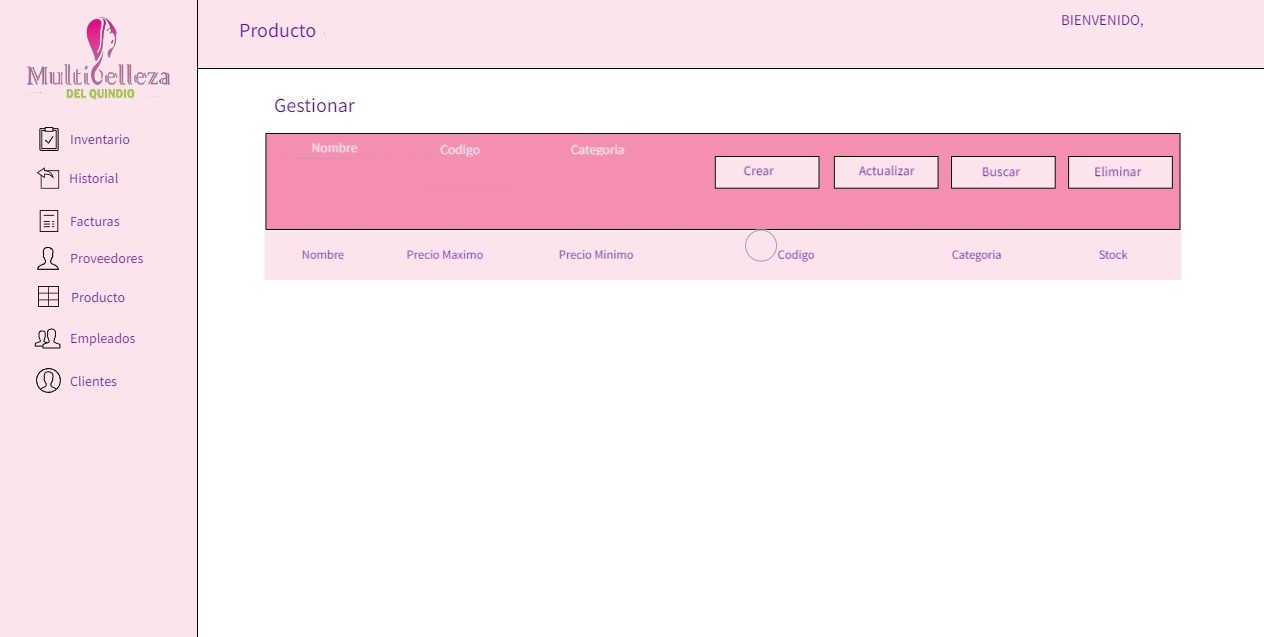 Multibelleza
DEL QUINDIO
Inventario
Historial
Facturas
Proveedores
Producto
Empleados
Clientes
Producto
BIENVENIDO,
Gestionar
Nombre Codigo Categoria
Crear Actualizar Buscar Eliminar
Nombre Precio Maximo Precio Minimo Codigo Categoria Stock